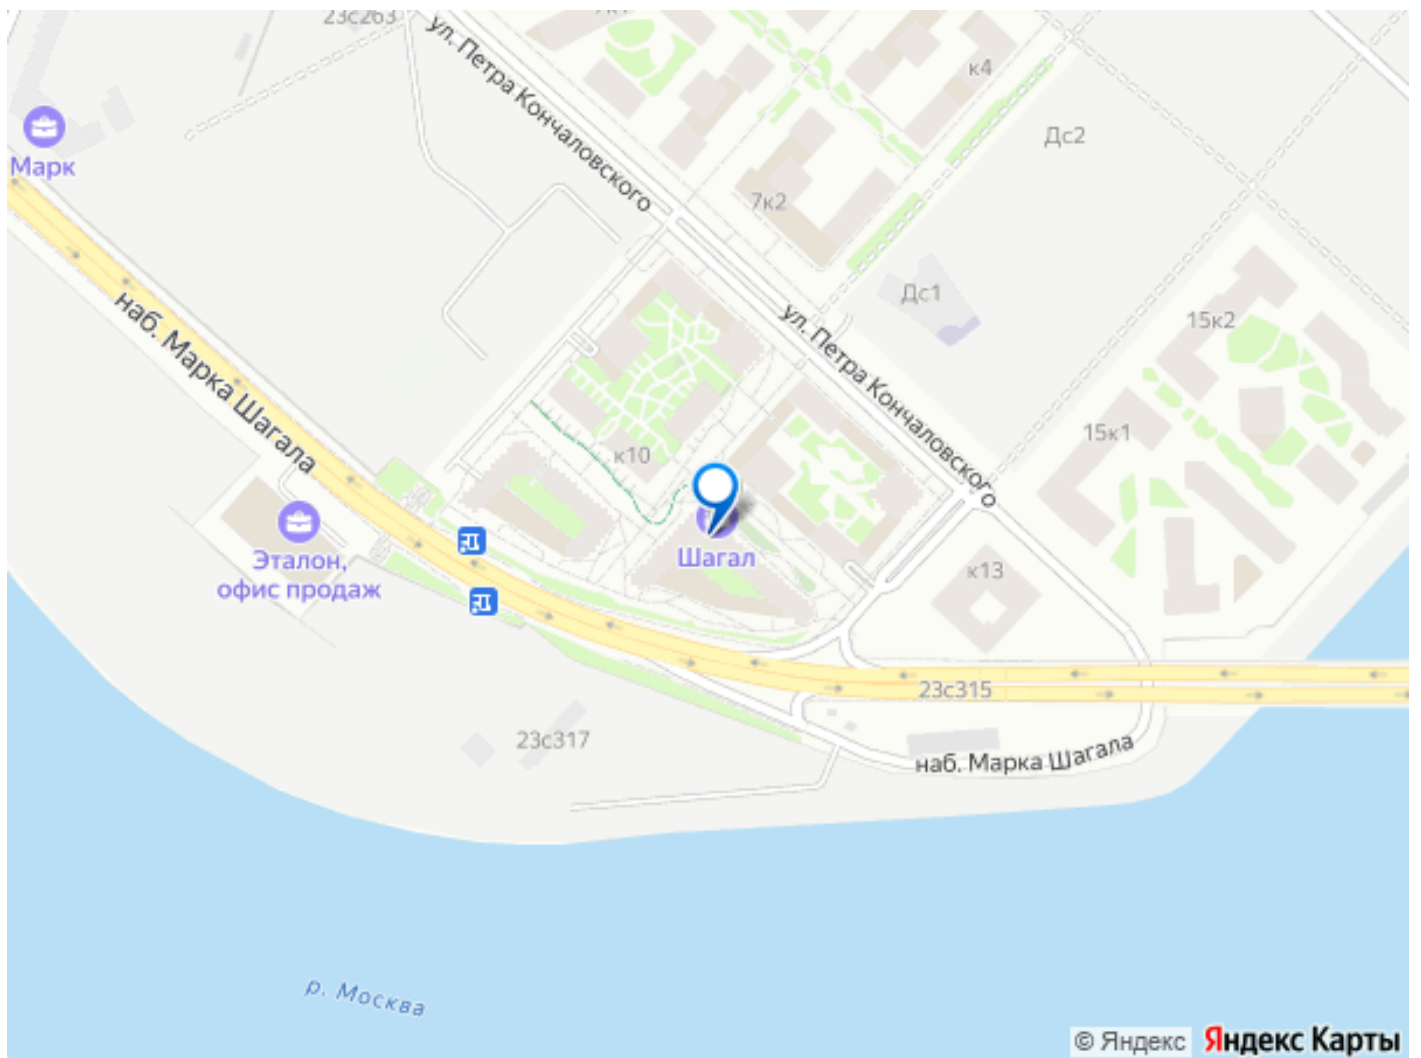 23с263
ул. Петра Кончаловского
к4
Марк
Дс2
7к2
наб. Марка Шагала
Дс1
ул. Петра Кончаловского
15к2
15к1
к10
Шагал
Эталон,
офис продаж
к13
23с315
23с317
наб. Марка Шагала
р. Москва
© Яндекс Яндекс Карты